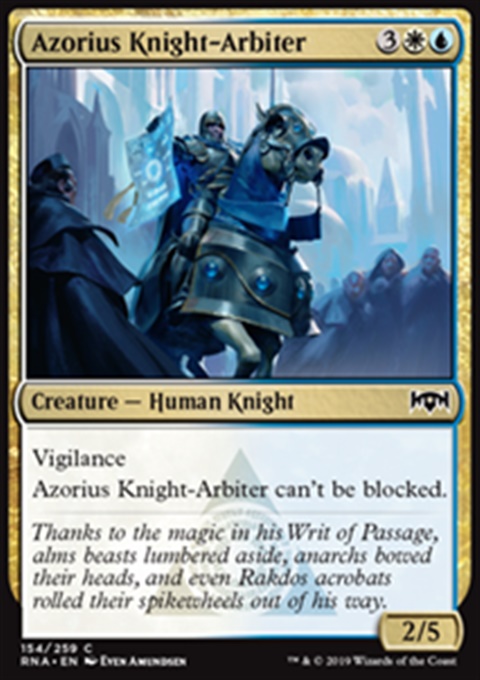 Azorius Knight-Arbiter 3
Creature — Human Knight
Vigilance
Azorius Knight-Arbiter can't be blocked.
Thanks to the magic in his Writ of Passage,
alms beasts lumbered aside, anarchs bowed
their heads, and even Rakdos acrobats
rolled their spikewheels out of his way.
2/5
154/259 C
RNA • EN Even Amundsen
™ & © 2019 Wizards of the Coast